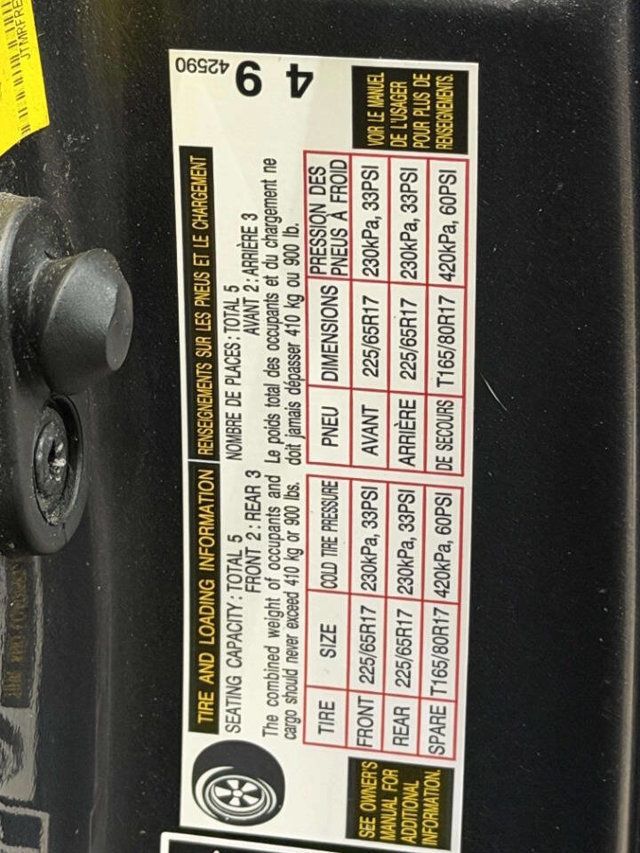 TIRE AND LOADING INFORMATION
SEATING CAPACITY : TOTAL 5
FRONT 2 : REAR 3
The combined weight of occupants and
cargo should never exceed 410 kg or 900 lbs.
TIRE SIZE COLD TIRE PRESSURE
FRONT 225/65R17 230kPa, 33PSI
REAR 225/65R17 230kPa, 33PSI
SPARE T165/80R17 420kPa, 60PSI
SEE OWNER'S
MANUAL FOR
ADDITIONAL
INFORMATION.
RENSEIGNEMENTS SUR LES PNEUS ET LE CHARGEMENT
NOMBRE DE PLACES : TOTAL 5
AVANT 2 : ARRIÈRE 3
Le poids total des occupants et du chargement ne
doit jamais dépasser 410 kg ou 900 lb.
PNEU DIMENSIONS PRESSION DES
PNEUS À FROID
AVANT 225/65R17 230kPa, 33PSI
ARRIÈRE 225/65R17 230kPa, 33PSI
DE SECOURS T165/80R17 420kPa, 60PSI
VOIR LE MANUEL
DE L'USAGER
POUR PLUS DE
RENSEIGNEMENTS.
42590
4 9
JTMRFRE